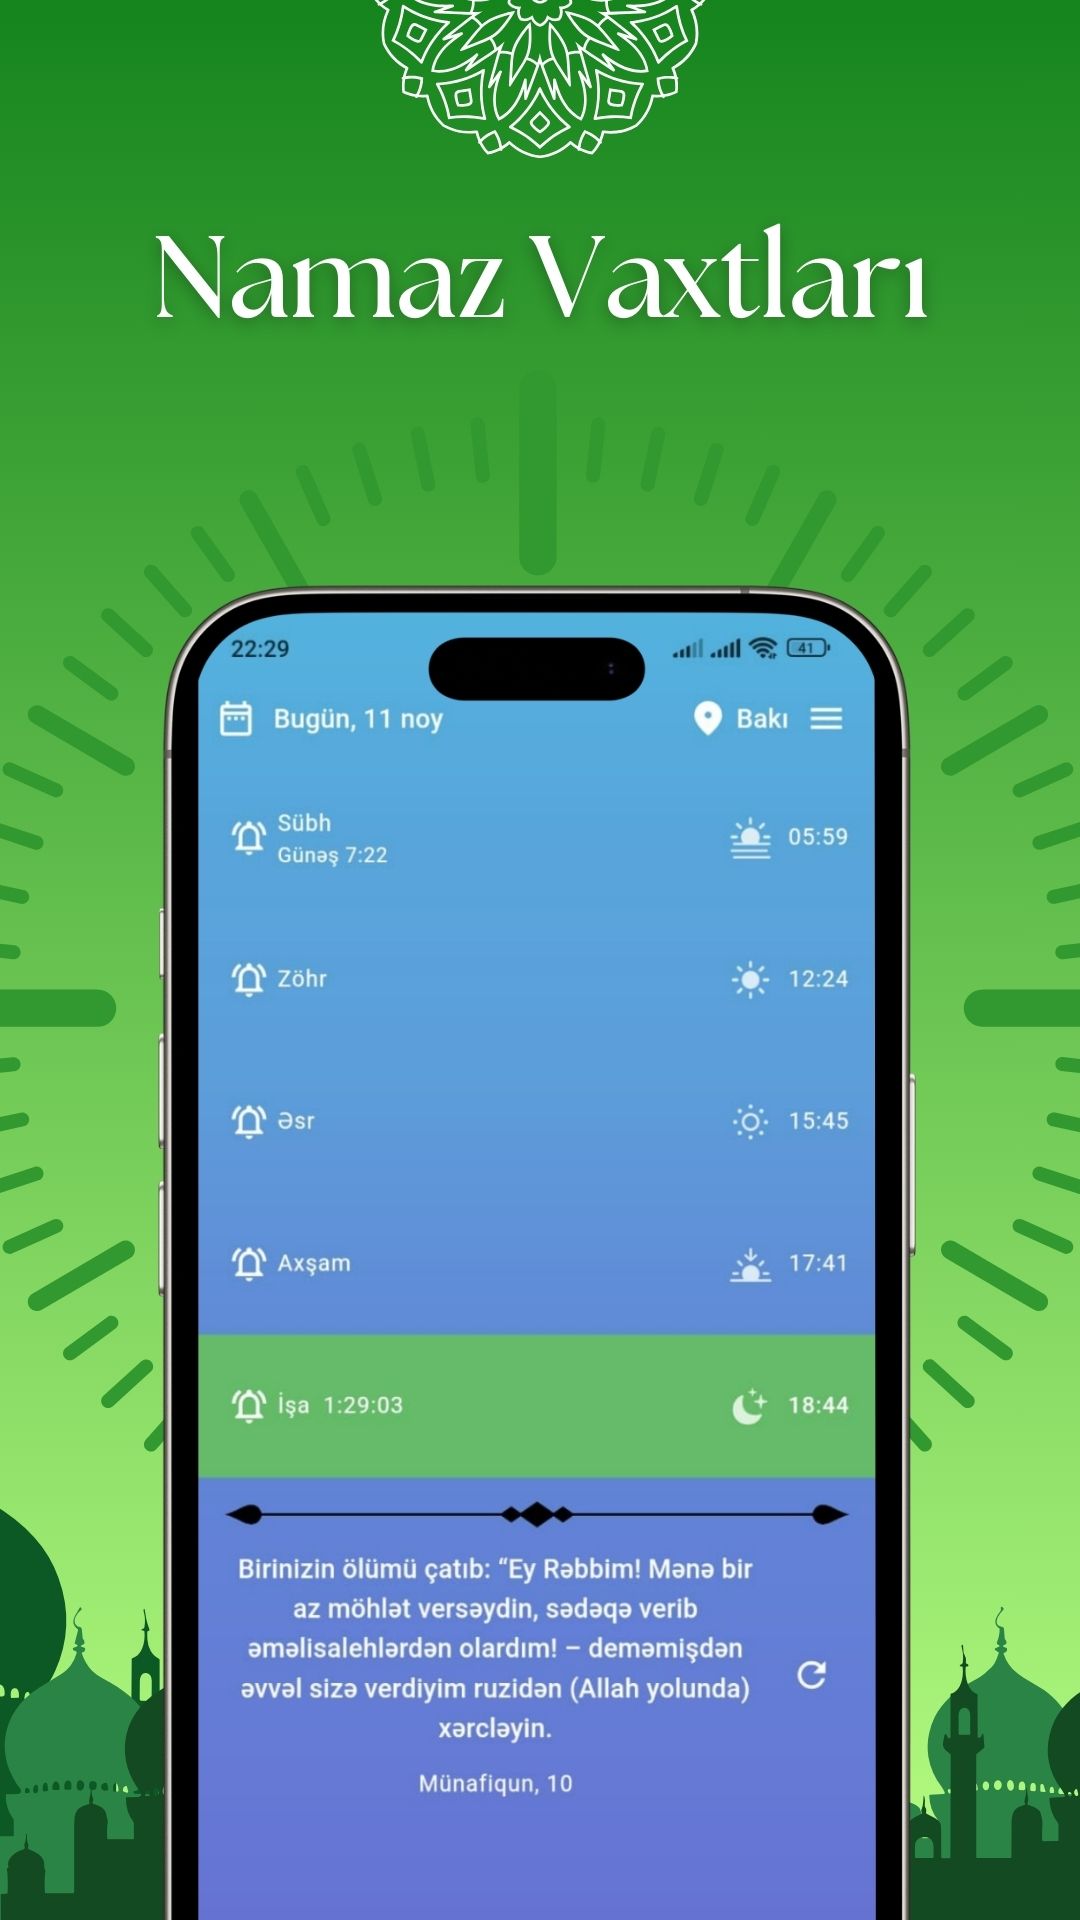 Namaz Vaxtları
22:29
41
Bugün, 11 noy
Bakı
Sübh
Günəş 7:22
05:59
Zöhr
12:24
Əsr
15:45
Axşam
17:41
İşa 1:29:03
18:44
Birinizin ölümü çatıb: “Ey Rəbbim! Mənə bir
az möhlət versəydin, sədəqə verib
əməlisalehlərdən olardım! – deməmişdən
əvvəl sizə verdiyim ruzidən (Allah yolunda)
xərcləyin.
Münafiqun, 10